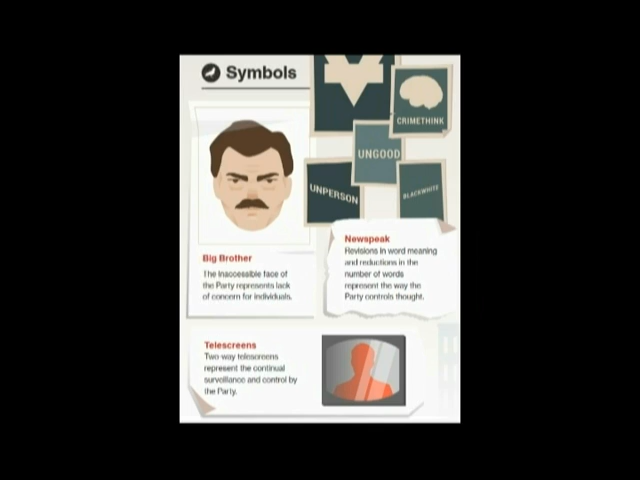 Symbols
CRIMETHINK
UNGOOD
UNPERSON
BLACKWHITE
Big Brother
The inaccessible face of
the Party represents lack
of concern for individuals.
Newspeak
Revisions in word meaning
and reductions in the
number of words
represent the way the
Party controls thought.
Telescreens
Two-way telescreens
represent the continual
surveillance and control by
the Party.